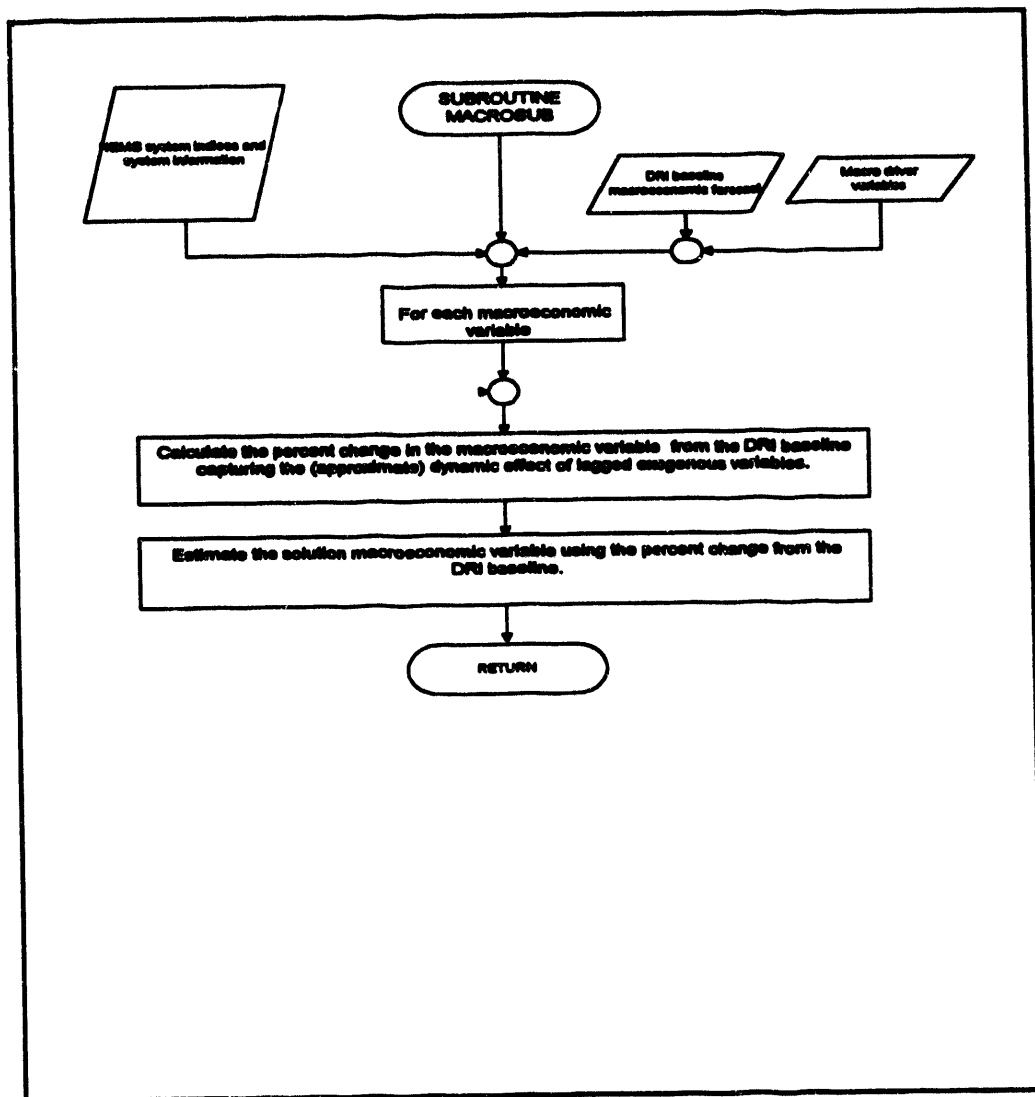 SUBROUTINE
MACROSUB
NEMS system indices and
system information
DRI baseline
macroeconomic forecast
Macro driver
variables
For each macroeconomic
variable
Calculate the percent change in the macroeconomic variable from the DRI baseline
capturing the (approximate) dynamic effect of lagged exogenous variables.
Estimate the solution macroeconomic variable using the percent change from the
DRI baseline.
RETURN